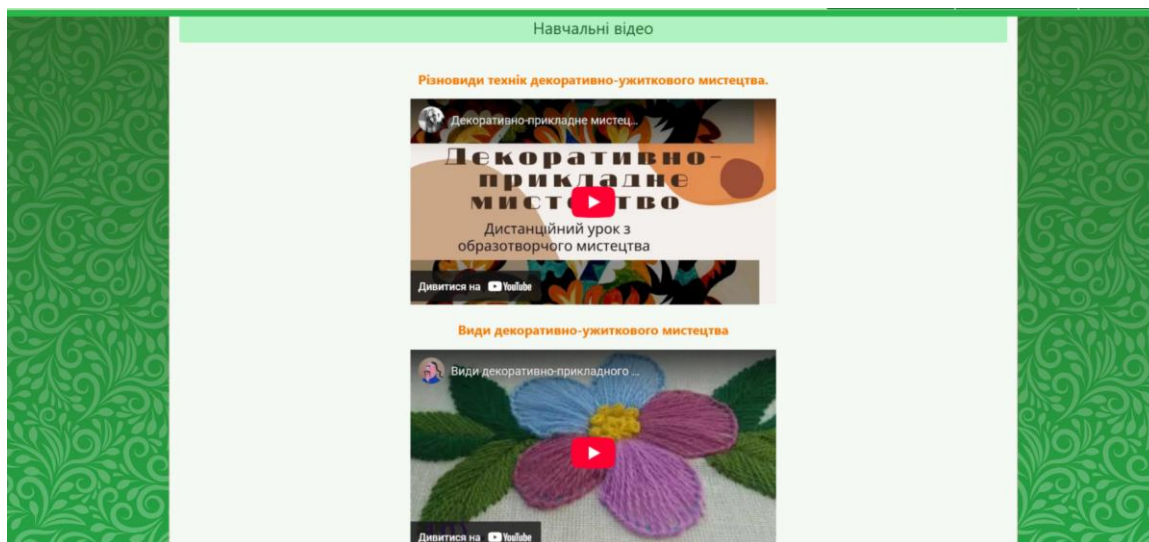 Навчальні відео
Різновиди технік декоративно-ужиткового мистецтва.
Декоративно-прикладне мистец...
Декоративно-
прикладне
мистецтво
Дистанційний урок з
образотворчого мистецтва
Дивитися на YouTube
Види декоративно-ужиткового мистецтва
Види декоративно-прикладного ...
Дивитися на YouTube